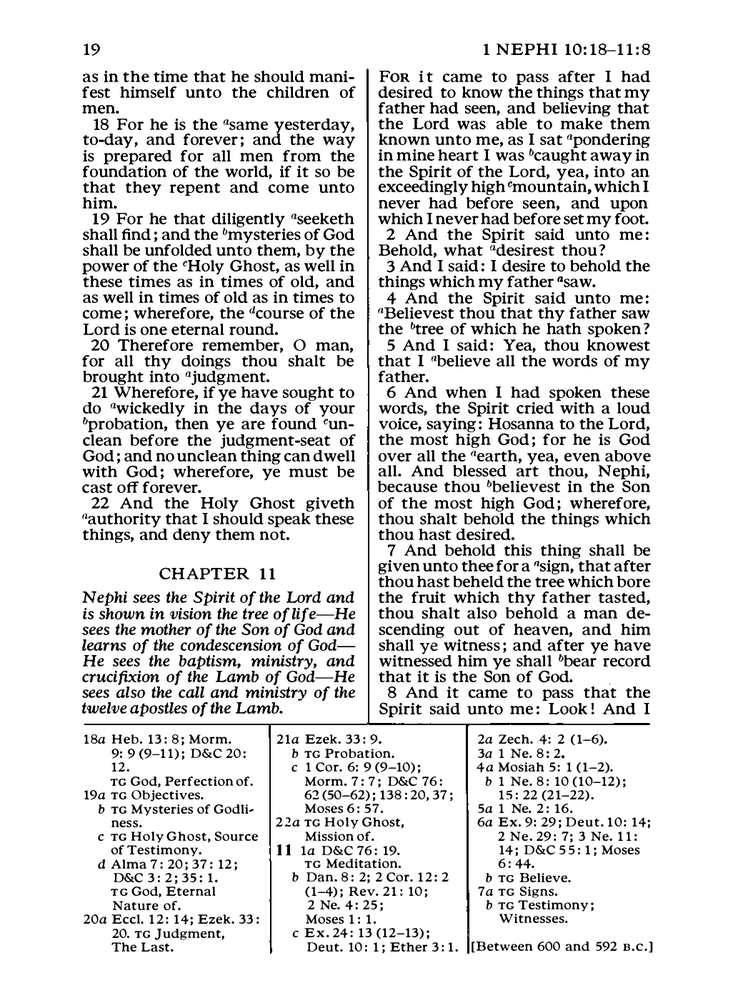 19
1 NEPHI 10:18–11:8
as in the time that he should mani-
fest himself unto the children of
men.
18 For he is the ᵃsame yesterday,
to-day, and forever; and the way
is prepared for all men from the
foundation of the world, if it so be
that they repent and come unto
him.
19 For he that diligently ᵃseeketh
shall find; and the ᵇmysteries of God
shall be unfolded unto them, by the
power of the ᶜHoly Ghost, as well in
these times as in times of old, and
as well in times of old as in times to
come; wherefore, the ᵈcourse of the
Lord is one eternal round.
20 Therefore remember, O man,
for all thy doings thou shalt be
brought into ᵃjudgment.
21 Wherefore, if ye have sought to
do ᵃwickedly in the days of your
ᵇprobation, then ye are found ᶜun-
clean before the judgment-seat of
God; and no unclean thing can dwell
with God; wherefore, ye must be
cast off forever.
22 And the Holy Ghost giveth
ᵃauthority that I should speak these
things, and deny them not.
CHAPTER 11
Nephi sees the Spirit of the Lord and
is shown in vision the tree of life—He
sees the mother of the Son of God and
learns of the condescension of God—
He sees the baptism, ministry, and
crucifixion of the Lamb of God—He
sees also the call and ministry of the
twelve apostles of the Lamb.
FOR it came to pass after I had
desired to know the things that my
father had seen, and believing that
the Lord was able to make them
known unto me, as I sat ᵃpondering
in mine heart I was ᵇcaught away in
the Spirit of the Lord, yea, into an
exceedingly high ᶜmountain, which I
never had before seen, and upon
which I never had before set my foot.
2 And the Spirit said unto me:
Behold, what ᵃdesirest thou?
3 And I said: I desire to behold the
things which my father ᵃsaw.
4 And the Spirit said unto me:
ᵃBelievest thou that thy father saw
the ᵇtree of which he hath spoken?
5 And I said: Yea, thou knowest
that I ᵃbelieve all the words of my
father.
6 And when I had spoken these
words, the Spirit cried with a loud
voice, saying: Hosanna to the Lord,
the most high God; for he is God
over all the ᵃearth, yea, even above
all. And blessed art thou, Nephi,
because thou ᵇbelievest in the Son
of the most high God; wherefore,
thou shalt behold the things which
thou hast desired.
7 And behold this thing shall be
given unto thee for a ᵃsign, that after
thou hast beheld the tree which bore
the fruit which thy father tasted,
thou shalt also behold a man de-
scending out of heaven, and him
shall ye witness; and after ye have
witnessed him ye shall ᵇbear record
that it is the Son of God.
8 And it came to pass that the
Spirit said unto me: Look! And I
18a Heb. 13: 8; Morm.
9: 9 (9–11); D&C 20:
12.
TG God, Perfection of.
19a TG Objectives.
b TG Mysteries of Godli-
ness.
c TG Holy Ghost, Source
of Testimony.
d Alma 7: 20; 37: 12;
D&C 3: 2; 35: 1.
TG God, Eternal
Nature of.
20a Eccl. 12: 14; Ezek. 33:
20. TG Judgment,
The Last.
21a Ezek. 33: 9.
b TG Probation.
c 1 Cor. 6: 9 (9–10);
Morm. 7: 7; D&C 76:
62 (50–62); 138: 20, 37;
Moses 6: 57.
22a TG Holy Ghost,
Mission of.
11 1a D&C 76: 19.
TG Meditation.
b Dan. 8: 2; 2 Cor. 12: 2
(1–4); Rev. 21: 10;
2 Ne. 4: 25;
Moses 1: 1.
c Ex. 24: 13 (12–13);
Deut. 10: 1; Ether 3: 1.
2a Zech. 4: 2 (1–6).
3a 1 Ne. 8: 2.
4a Mosiah 5: 1 (1–2).
b 1 Ne. 8: 10 (10–12);
15: 22 (21–22).
5a 1 Ne. 2: 16.
6a Ex. 9: 29; Deut. 10: 14;
2 Ne. 29: 7; 3 Ne. 11:
14; D&C 55: 1; Moses
6: 44.
b TG Believe.
7a TG Signs.
b TG Testimony;
Witnesses.
[Between 600 and 592 B.C.]